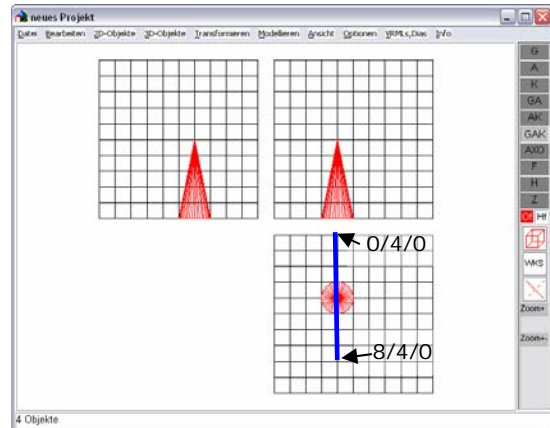 neues Projekt
Datei Bearbeiten 2D-Objekte 3D-Objekte Transformieren Modellieren Ansicht Optionen VRMLs,Dias Info
G
A
K
GA
AK
GAK
AXO
F
H
Z
Of Hf
WKS
Zoom+
Zoom+-
0/4/0
8/4/0
4 Objekte